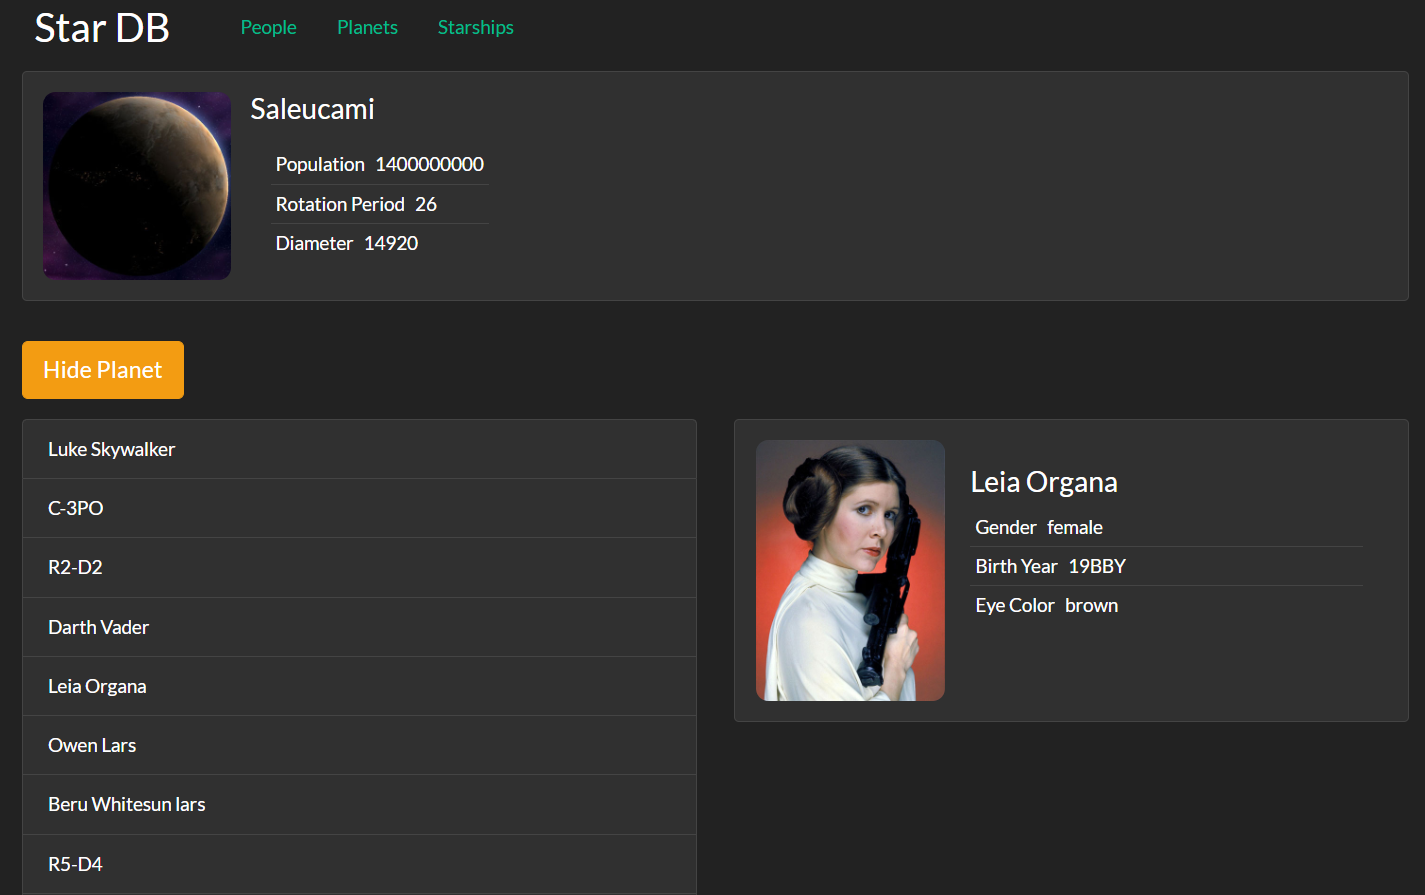 Star DB People Planets Starships
Saleucami
Population 1400000000
Rotation Period 26
Diameter 14920
Hide Planet
Luke Skywalker
C-3PO
R2-D2
Darth Vader
Leia Organa
Owen Lars
Beru Whitesun lars
R5-D4
Leia Organa
Gender female
Birth Year 19BBY
Eye Color brown